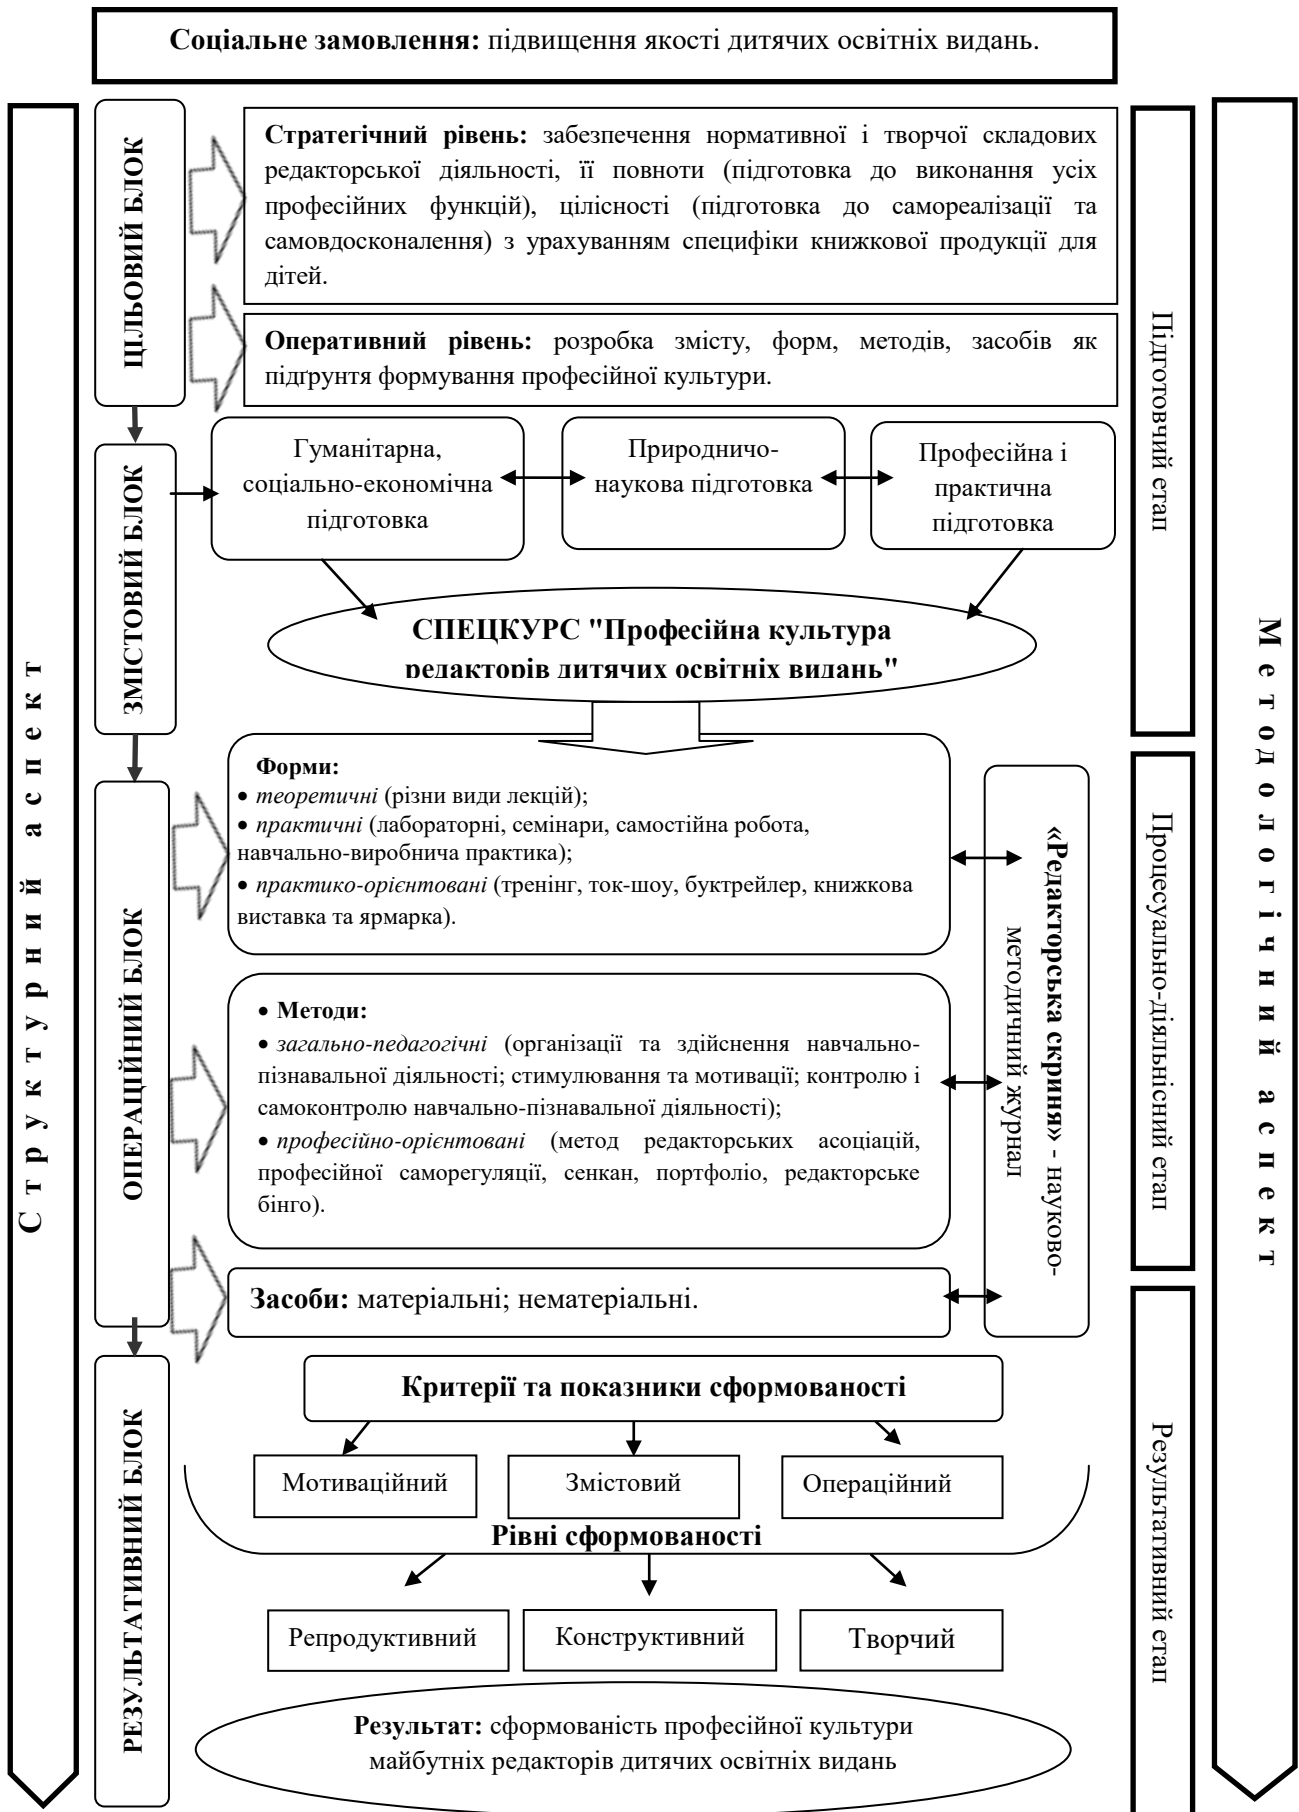 Соціальне замовлення: підвищення якості дитячих освітніх видань.
Структурний аспект
ЦІЛЬОВИЙ БЛОК
Стратегічний рівень: забезпечення нормативної і творчої складових
редакторської діяльності, її повноти (підготовка до виконання усіх
професійних функцій), цілісності (підготовка до самореалізації та
самовдосконалення) з урахуванням специфіки книжкової продукції для
дітей.
Оперативний рівень: розробка змісту, форм, методів, засобів як
підґрунтя формування професійної культури.
Підготовчий етап
Методологічний аспект
ЗМІСТОВИЙ БЛОК
Гуманітарна,
соціально-економічна
підготовка
Природничо-
наукова підготовка
Професійна і
практична
підготовка
СПЕЦКУРС "Професійна культура
редакторів дитячих освітніх видань"
ОПЕРАЦІЙНИЙ БЛОК
Форми:
• теоретичні (різни види лекцій);
• практичні (лабораторні, семінари, самостійна робота,
навчально-виробнича практика);
• практико-орієнтовані (тренінг, ток-шоу, буктрейлер, книжкова
виставка та ярмарка).
• Методи:
• загально-педагогічні (організації та здійснення навчально-
пізнавальної діяльності; стимулювання та мотивації; контролю і
самоконтролю навчально-пізнавальної діяльності);
• професійно-орієнтовані (метод редакторських асоціацій,
професійної саморегуляції, сенкан, портфоліо, редакторське
бінго).
Засоби: матеріальні; нематеріальні.
«Редакторська скриня» - науково-
методичний журнал
Процесуально-діяльнісний етап
РЕЗУЛЬТАТИВНИЙ БЛОК
Критерії та показники сформованості
Мотиваційний
Змістовий
Операційний
Рівні сформованості
Репродуктивний
Конструктивний
Творчий
Результат: сформованість професійної культури
майбутніх редакторів дитячих освітніх видань
Результативний етап